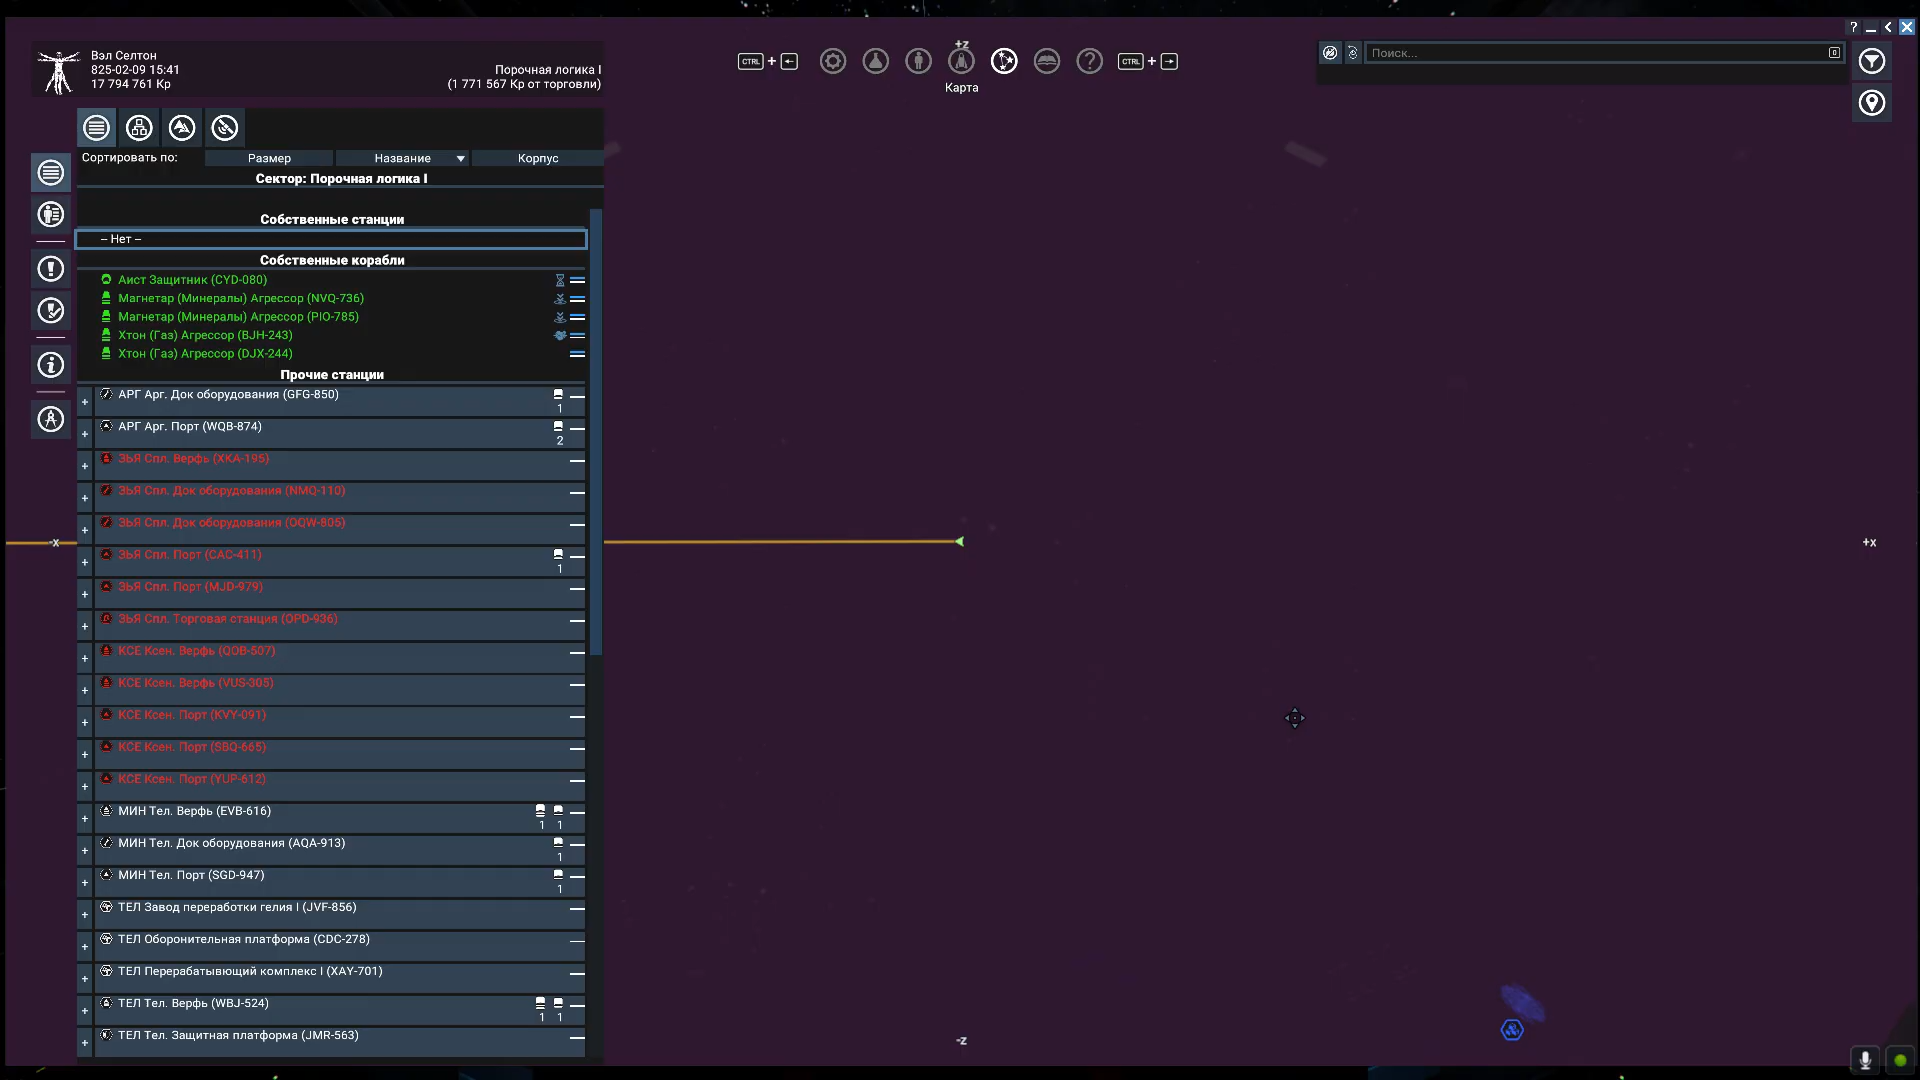 Вэл Селтон
825-02-09 15:41
17 794 761 Кр
Порочная логика I
(1 771 567 Кр от торговли)
CTRL +
CTRL +
+z
Карта
Поиск...
Сортировать по:
Размер
Название
Корпус
Сектор: Порочная логика I
Собственные станции
– Нет –
Собственные корабли
Аист Защитник (CYD-080)
Магнетар (Минералы) Агрессор (NVQ-736)
Магнетар (Минералы) Агрессор (PIO-785)
Хтон (Газ) Агрессор (BJH-243)
Хтон (Газ) Агрессор (DJX-244)
Прочие станции
+ АРГ Арг. Док оборудования (GFG-850) 1
+ АРГ Арг. Порт (WQB-874) 2
+ ЗЬЯ Спл. Верфь (XKA-195)
+ ЗЬЯ Спл. Док оборудования (NMQ-110)
+ ЗЬЯ Спл. Док оборудования (OQW-805)
+ ЗЬЯ Спл. Порт (CAC-411) 1
+ ЗЬЯ Спл. Порт (MJD-979)
+ ЗЬЯ Спл. Торговая станция (OPD-936)
+ КСЕ Ксен. Верфь (QOB-507)
+ КСЕ Ксен. Верфь (VUS-305)
+ КСЕ Ксен. Порт (KVY-091)
+ КСЕ Ксен. Порт (SBQ-665)
+ КСЕ Ксен. Порт (YUP-612)
+ МИН Тел. Верфь (EVB-616) 1 1
+ МИН Тел. Док оборудования (AQA-913) 1
+ МИН Тел. Порт (SGD-947) 1
+ ТЕЛ Завод переработки гелия I (JVF-856)
+ ТЕЛ Оборонительная платформа (CDC-278)
+ ТЕЛ Перерабатывющий комплекс I (XAY-701)
+ ТЕЛ Тел. Верфь (WBJ-524) 1 1
+ ТЕЛ Тел. Защитная платформа (JMR-563)
-x
+x
-z